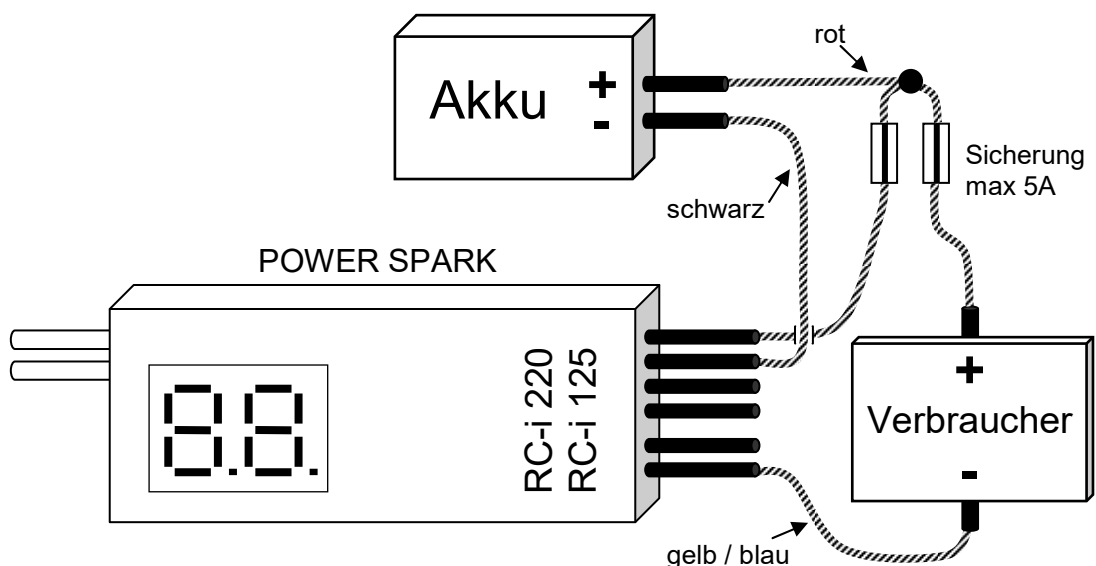 rot
Akku
+
-
Sicherung
max 5A
schwarz
POWER SPARK
8.8.
RC-i 220
RC-i 125
+
Verbraucher
-
gelb / blau